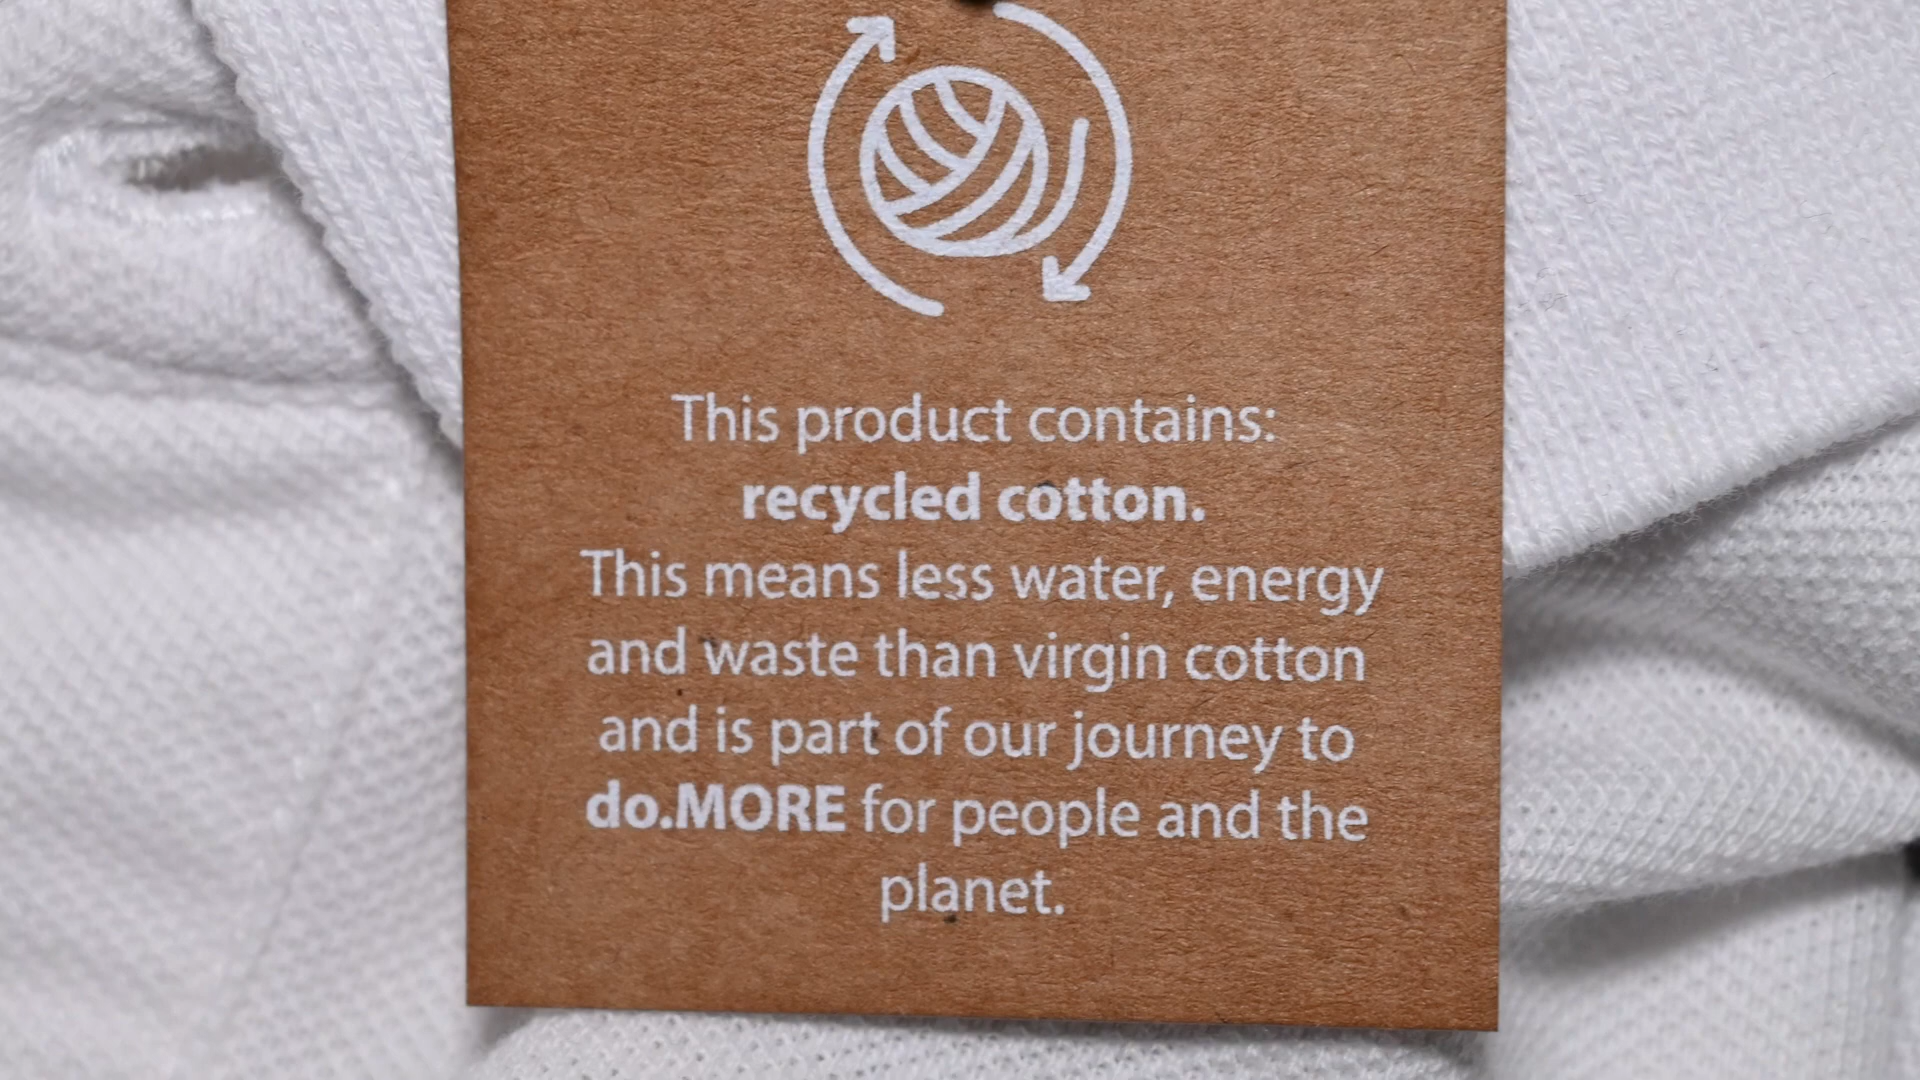 This product contains:
recycled cotton.
This means less water, energy
and waste than virgin cotton
and is part of our journey to
do.MORE for people and the
planet.